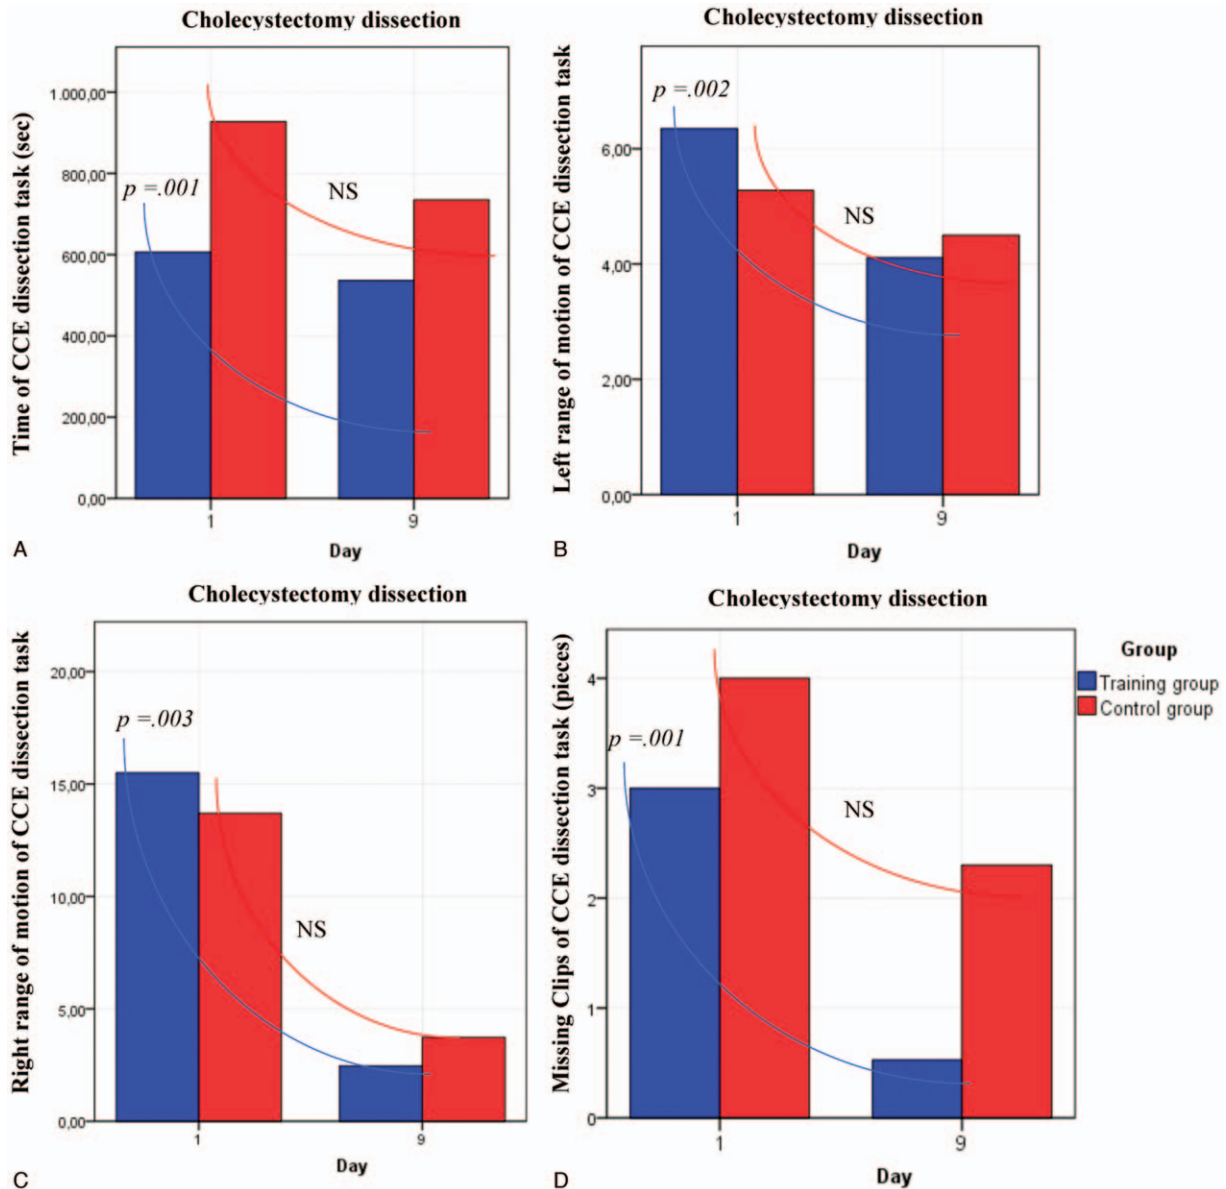 Cholecystectomy dissection
Time of CCE dissection task (sec)
1.000,00
800,00
600,00
400,00
200,00
0,00
p =.001
NS
1
9
Day
A
Cholecystectomy dissection
Left range of motion of CCE dissection task
6,00
4,00
2,00
0,00
p =.002
NS
1
9
Day
B
Cholecystectomy dissection
Right range of motion of CCE dissection task
20,00
15,00
10,00
5,00
0,00
p =.003
NS
1
9
Day
C
Cholecystectomy dissection
Missing Clips of CCE dissection task (pieces)
4
3
2
1
0
p =.001
NS
1
9
Day
D
Group
Training group
Control group